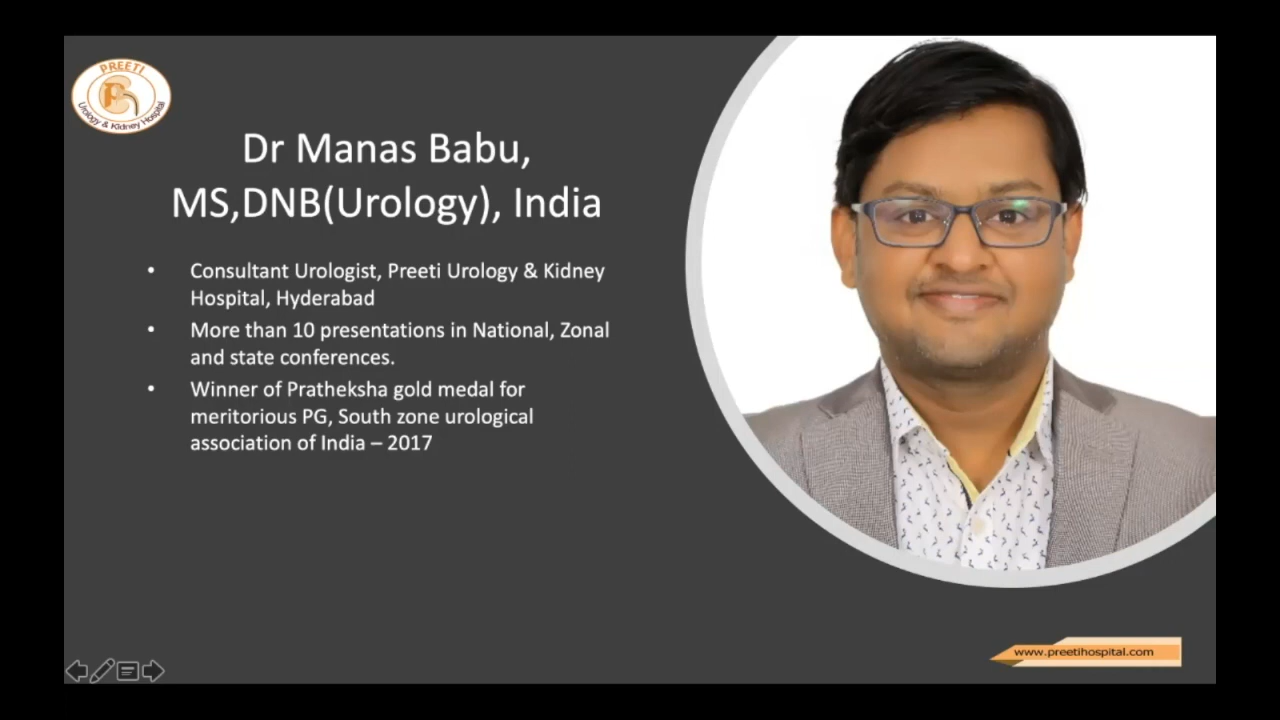 PREETI
Urology & Kidney Hospital
Dr Manas Babu,
MS,DNB(Urology), India
• Consultant Urologist, Preeti Urology & Kidney
Hospital, Hyderabad
• More than 10 presentations in National, Zonal
and state conferences.
• Winner of Pratheksha gold medal for
meritorious PG, South zone urological
association of India – 2017
www.preetihospital.com